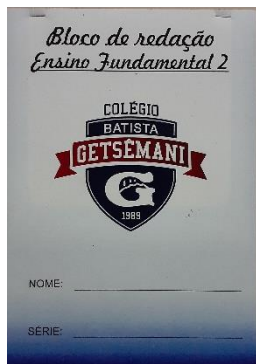 Bloco de redação
Ensino Fundamental 2
COLÉGIO
BATISTA
GETSÊMANI
G
1989
NOME:
SÉRIE: